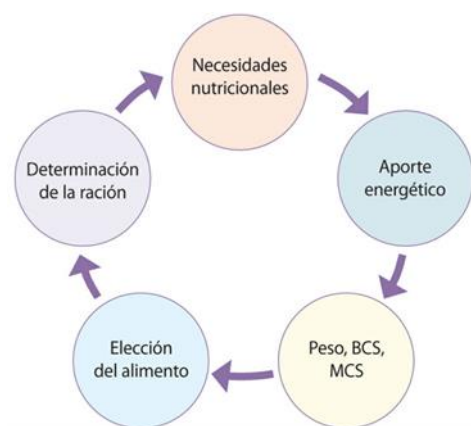 Necesidades
nutricionales
Aporte
energético
Peso, BCS,
MCS
Elección
del alimento
Determinación
de la ración